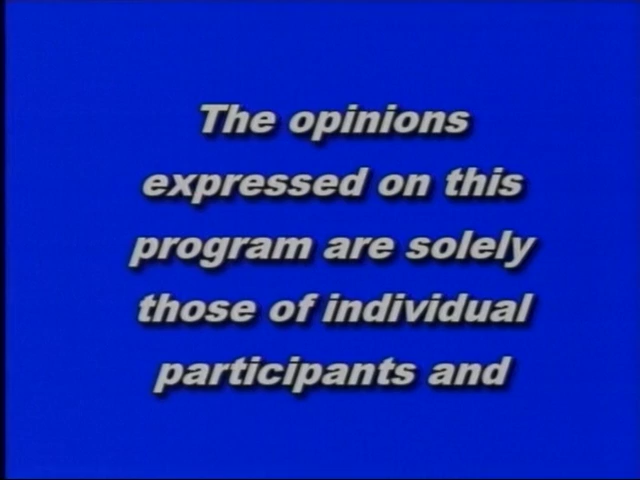 The opinions
expressed on this
program are solely
those of individual
participants and